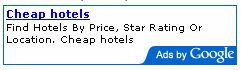 Cheap hotels
Find Hotels By Price, Star Rating Or
Location. Cheap hotels
Ads by Google